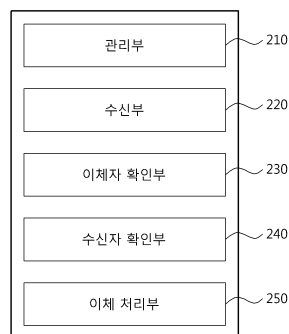 관리부 210
수신부 220
이체자 확인부 230
수신자 확인부 240
이체 처리부 250